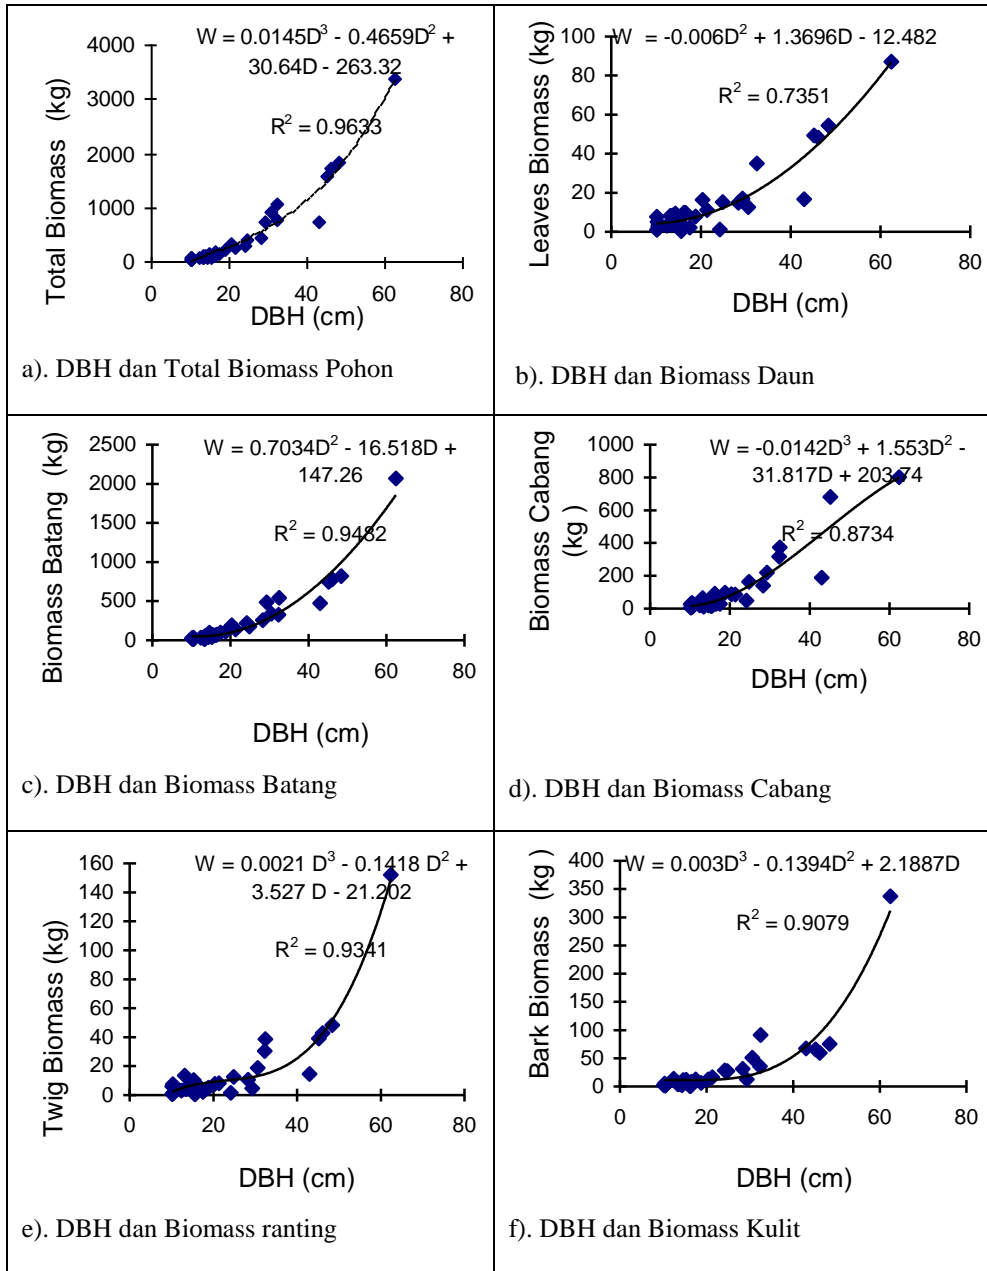 W = 0.0145D³ - 0.4659D² +
30.64D - 263.32
R² = 0.9633
Total Biomass (kg)
4000
3000
2000
1000
0
0 20 40 60 80
DBH (cm)
a). DBH dan Total Biomass Pohon
W = -0.006D² + 1.3696D - 12.482
R² = 0.7351
Leaves Biomass (kg)
100
80
60
40
20
0
0 20 40 60 80
DBH (cm)
b). DBH dan Biomass Daun
W = 0.7034D² - 16.518D +
147.26
R² = 0.9482
Biomass Batang (kg)
2500
2000
1500
1000
500
0
0 20 40 60 80
DBH (cm)
c). DBH dan Biomass Batang
W = -0.0142D³ + 1.553D² -
31.817D + 203.74
R² = 0.8734
Biomass Cabang
(kg )
1000
800
600
400
200
0
0 20 40 60 80
DBH (cm)
d). DBH dan Biomass Cabang
W = 0.0021 D³ - 0.1418 D² +
3.527 D - 21.202
R² = 0.9341
Twig Biomass (kg)
160
140
120
100
80
60
40
20
0
0 20 40 60 80
DBH (cm)
e). DBH dan Biomass ranting
W = 0.003D³ - 0.1394D² + 2.1887D
R² = 0.9079
Bark Biomass (kg )
400
350
300
250
200
150
100
50
0
0 20 40 60 80
DBH (cm)
f). DBH dan Biomass Kulit